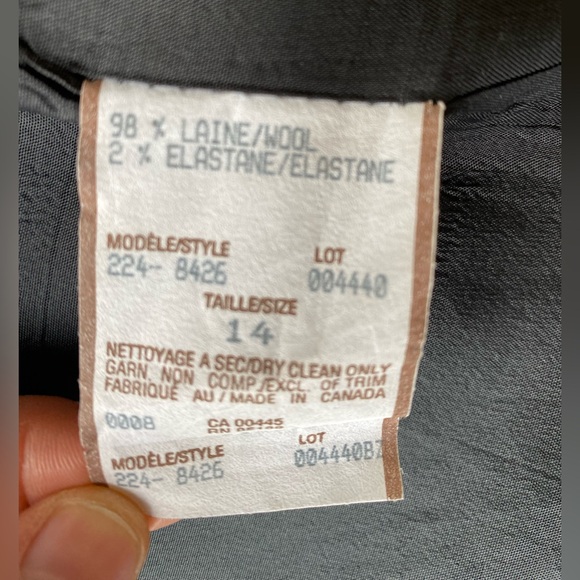 98 % LAINE/WOOL
2 % ELASTANE/ELASTANE
MODÈLE/STYLE LOT
224- 8426 004440
TAILLE/SIZE
14
NETTOYAGE A SEC/DRY CLEAN ONLY
GARN. NON COMP./EXCL. OF TRIM
FABRIQUÉ AU / MADE IN CANADA
0008 CA 00445
MODÈLE/STYLE LOT
224- 8426 004440B